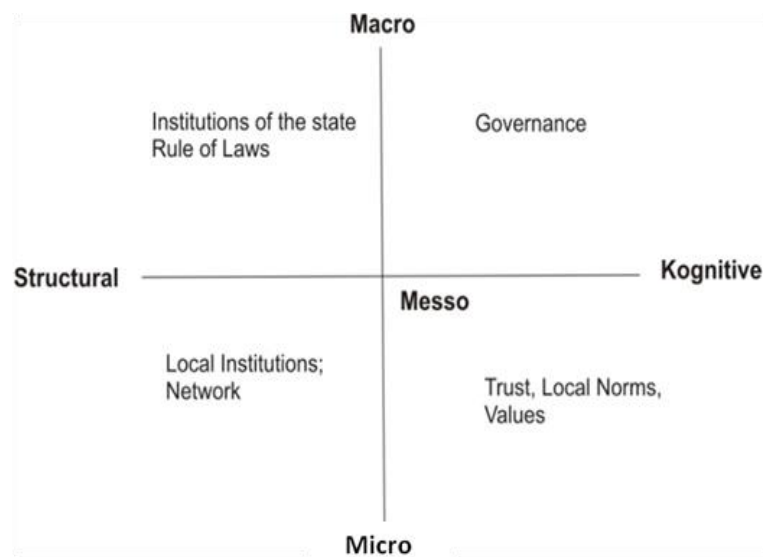 Macro
Institutions of the state
Rule of Laws
Governance
Structural
Kognitive
Messo
Local Institutions;
Network
Trust, Local Norms,
Values
Micro